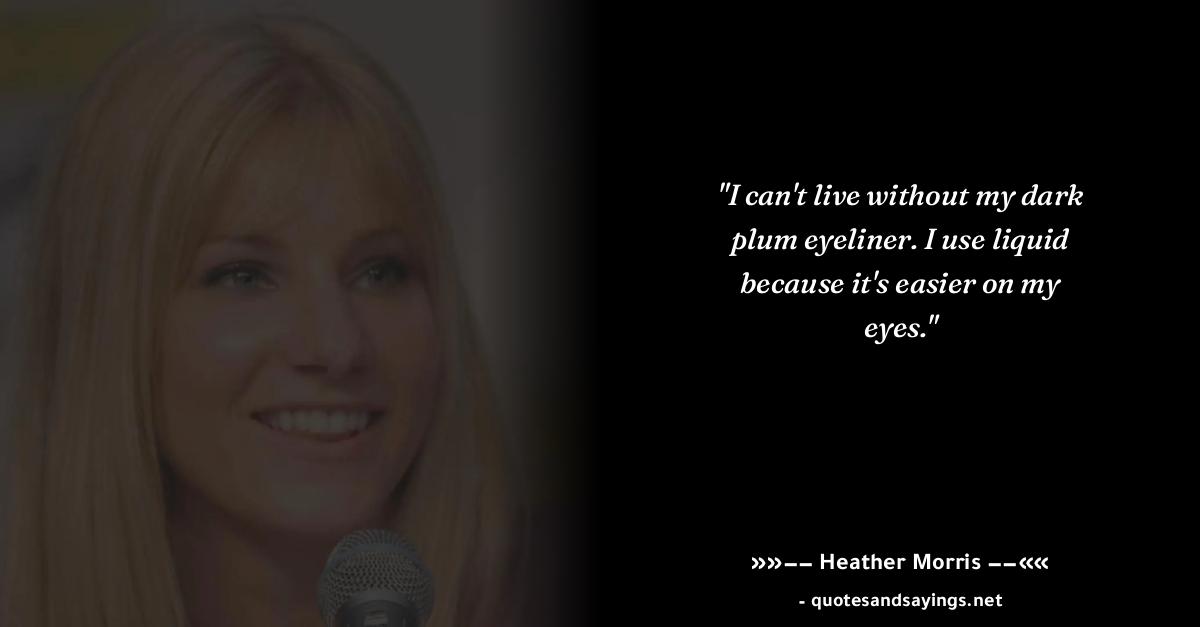 "I can't live without my dark
plum eyeliner. I use liquid
because it's easier on my
eyes."
»»−− Heather Morris −−««
- quotesandsayings.net